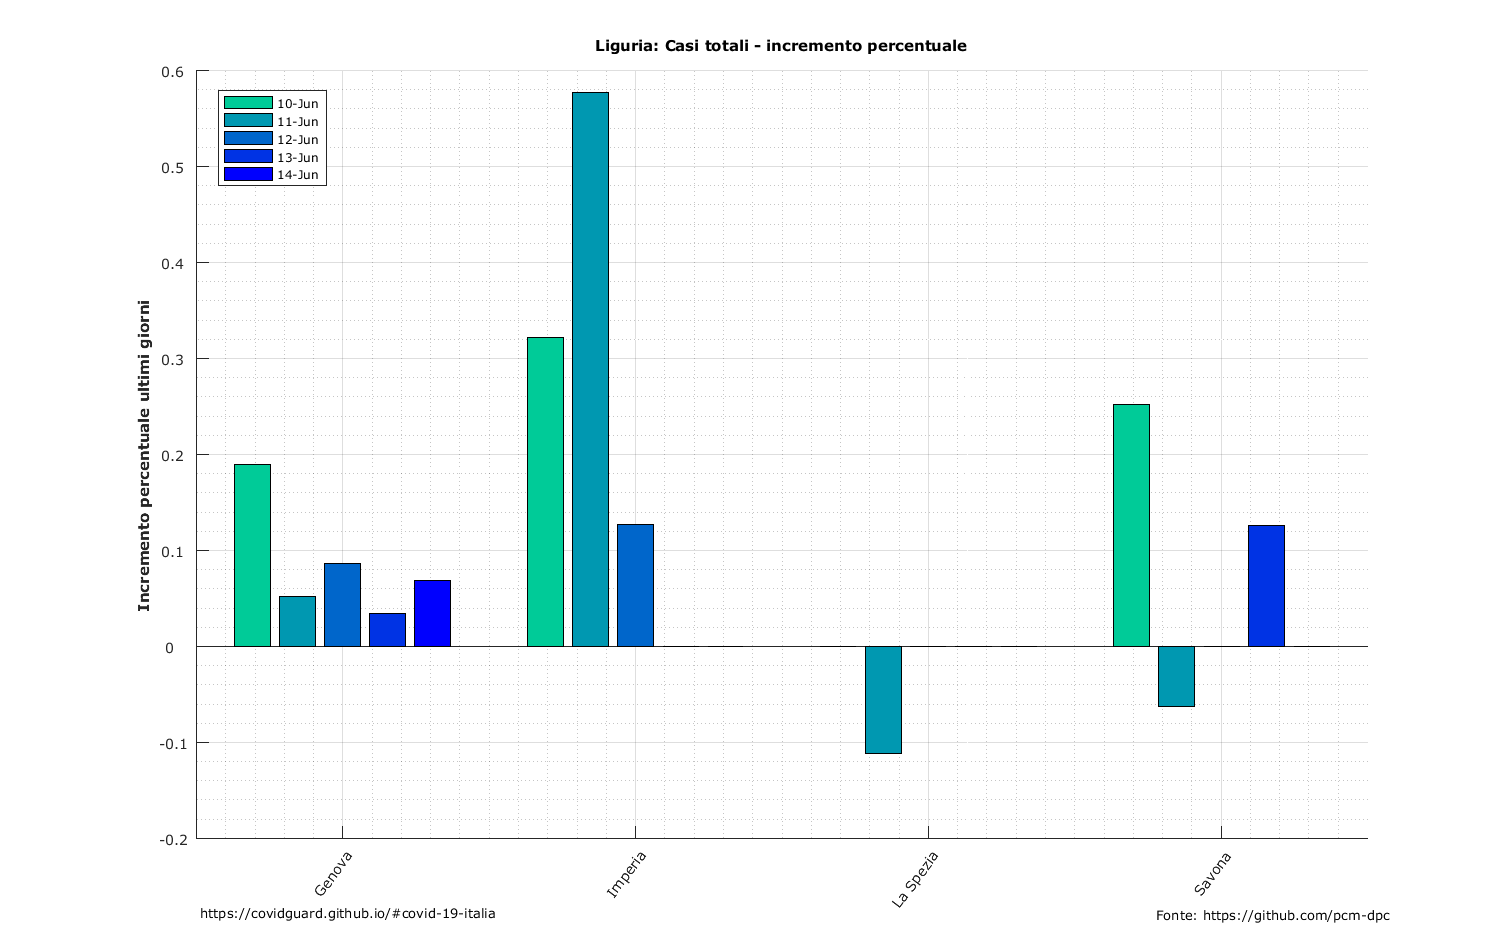 Liguria: Casi totali - incremento percentuale
0.6
0.5
0.4
0.3
0.2
0.1
0
-0.1
-0.2
Incremento percentuale ultimi giorni
10-Jun
11-Jun
12-Jun
13-Jun
14-Jun
Genova
Imperia
La Spezia
Savona
https://covidguard.github.io/#covid-19-italia
Fonte: https://github.com/pcm-dpc